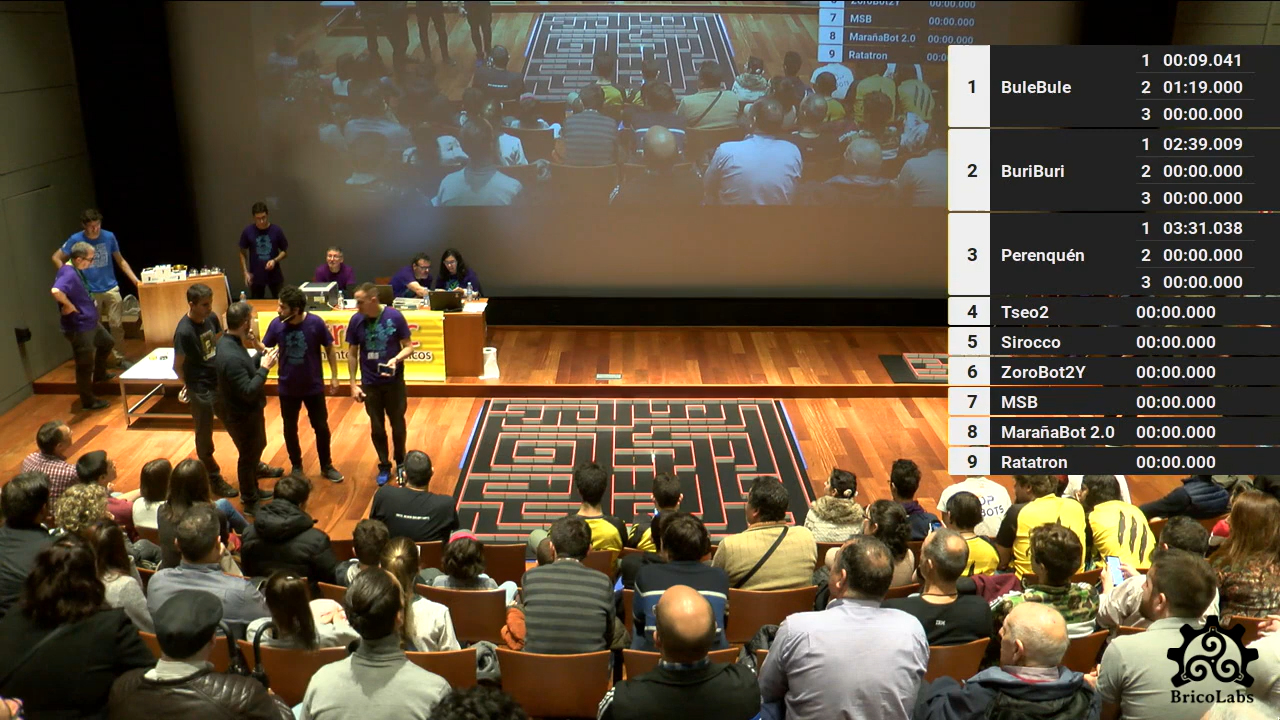 ZoroBot2Y 00:00.000
7 MSB 00:00.000
8 MarañaBot 2.0 00:00.000
9 Ratatron
1 BuleBule 1 00:09.041
2 01:19.000
3 00:00.000
2 BuriBuri 1 02:39.009
2 00:00.000
3 00:00.000
3 Perenquén 1 03:31.038
2 00:00.000
3 00:00.000
4 Tseo2 00:00.000
5 Sirocco 00:00.000
6 ZoroBot2Y 00:00.000
7 MSB 00:00.000
8 MarañaBot 2.0 00:00.000
9 Ratatron 00:00.000
IBM
BricoLabs